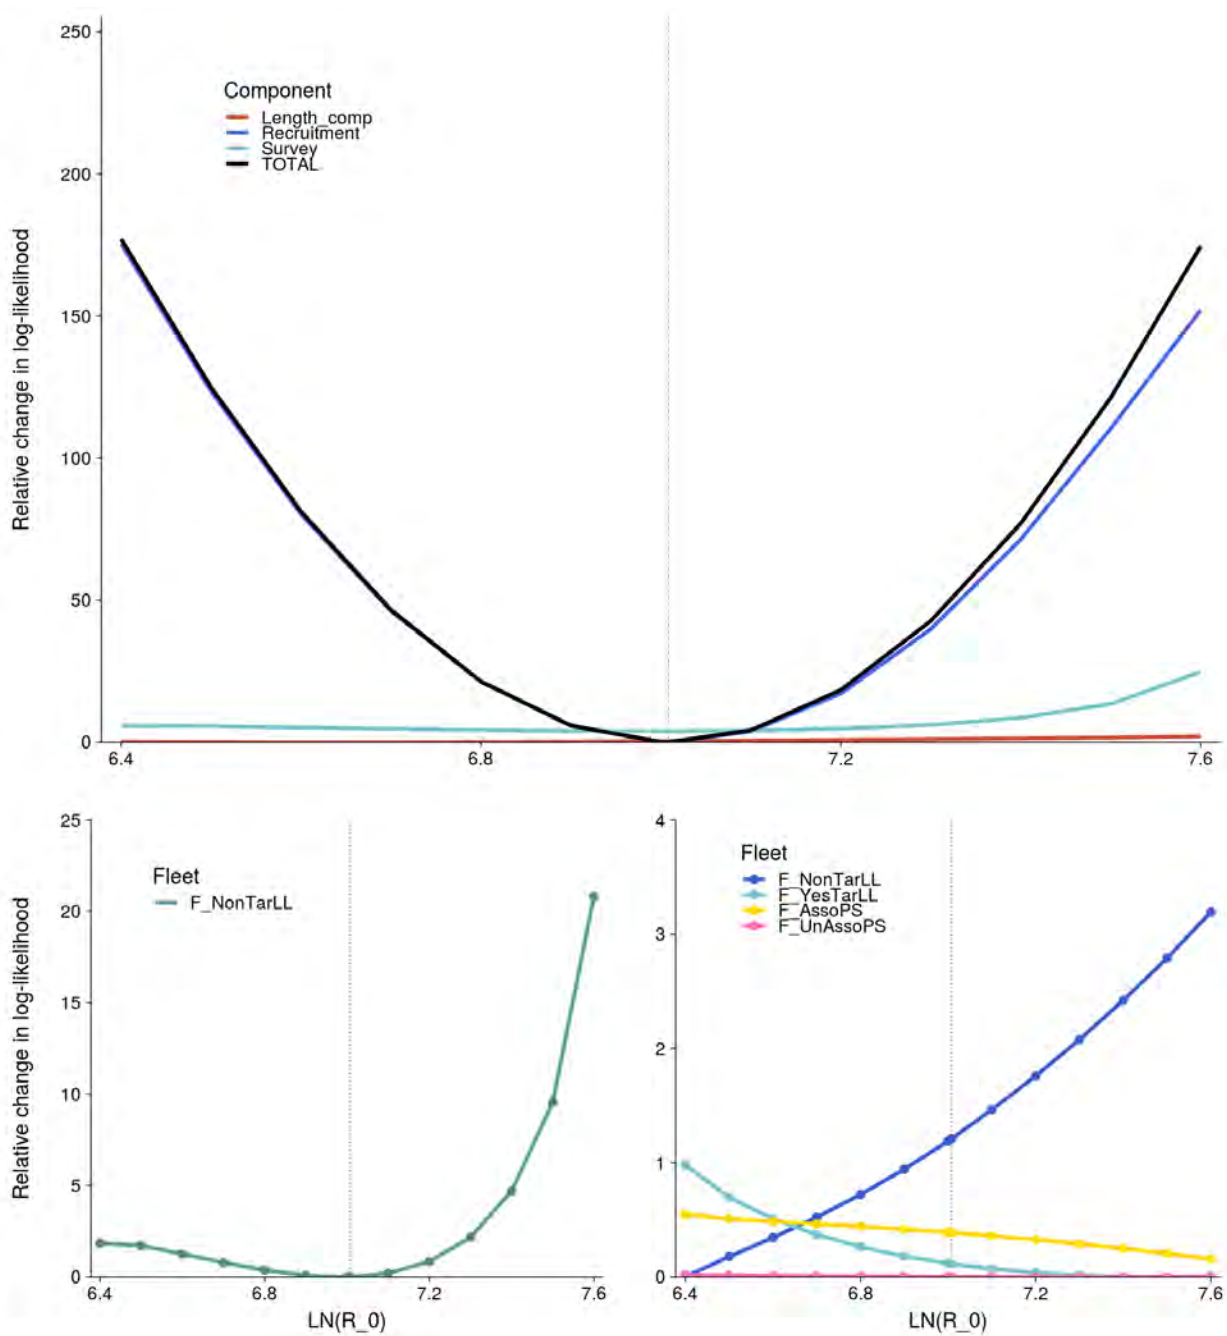 250
200
150
100
50
0
Relative change in log-likelihood
Component
Length_comp
Recruitment
Survey
TOTAL
6.4
6.8
7.2
7.6
25
20
15
10
5
0
Relative change in log-likelihood
Fleet
F_NonTarLL
6.4
6.8
7.2
7.6
LN(R_0)
4
3
2
1
0
Fleet
F_NonTarLL
F_YesTarLL
F_AssoPS
F_UnAssoPS
6.4
6.8
7.2
7.6
LN(R_0)